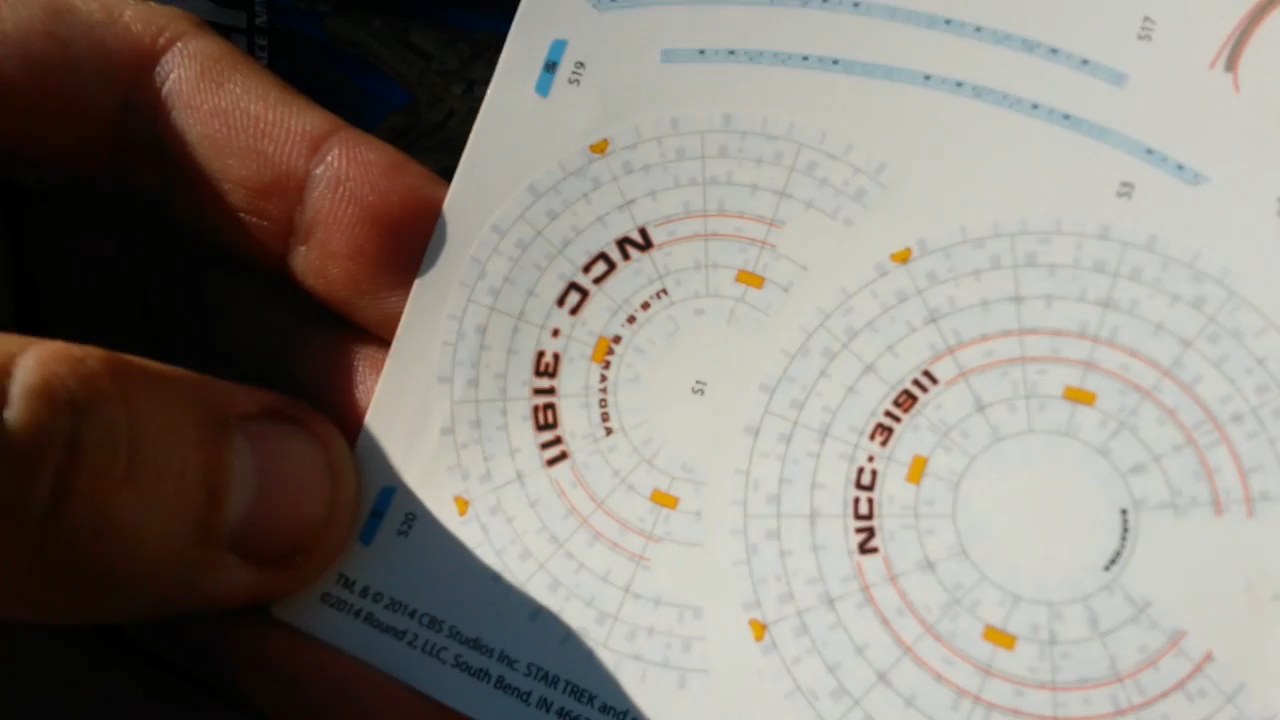 S17
S19
S3
NCC • 31911
U.S.S. SARATOGA
S1
NCC • 31911
S20
TM, & © 2014 CBS Studios Inc. STAR TREK and
©2014 Round 2, LLC, South Bend, IN 466